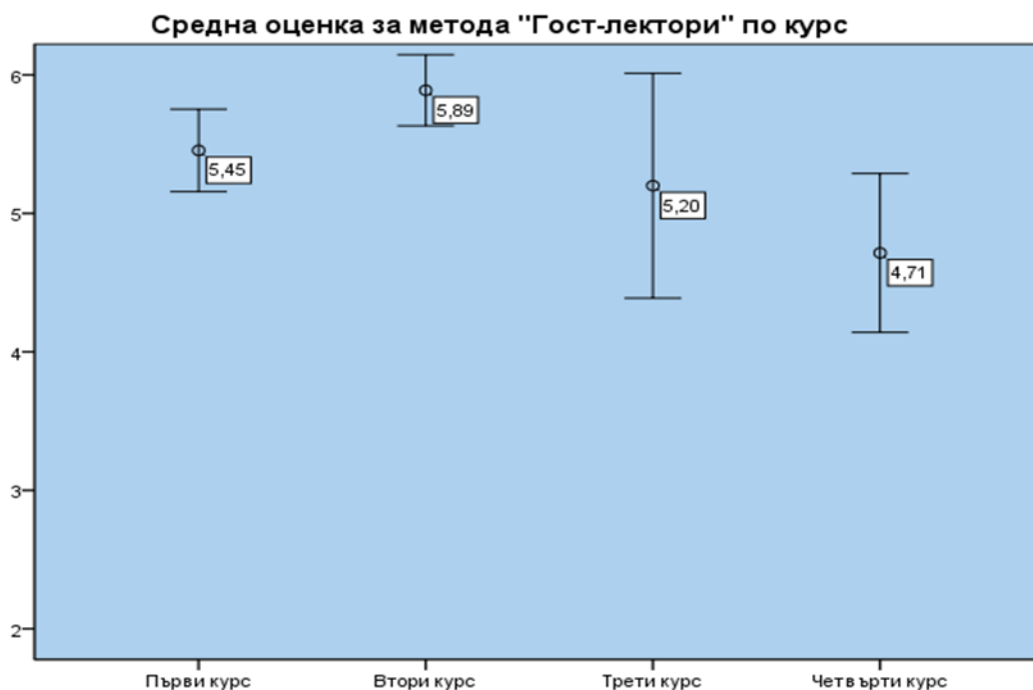 Средна оценка за метода "Гост-лектори" по курс
6
5
4
3
2
5,45
5,89
5,20
4,71
Първи курс
Втори курс
Трети курс
Четвърти курс